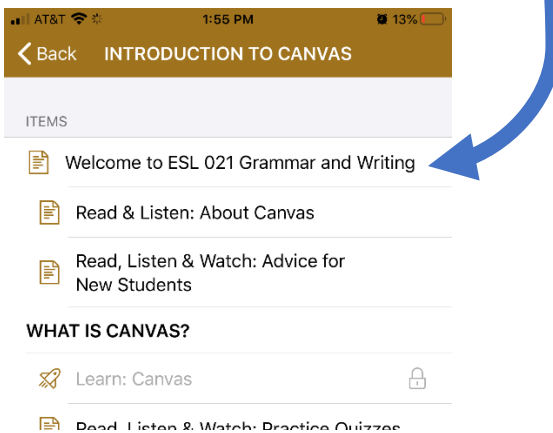 AT&T 1:55 PM 13%
Back INTRODUCTION TO CANVAS
ITEMS
Welcome to ESL 021 Grammar and Writing
Read & Listen: About Canvas
Read, Listen & Watch: Advice for
New Students
WHAT IS CANVAS?
Learn: Canvas
Read, Listen & Watch: Practice Quizzes